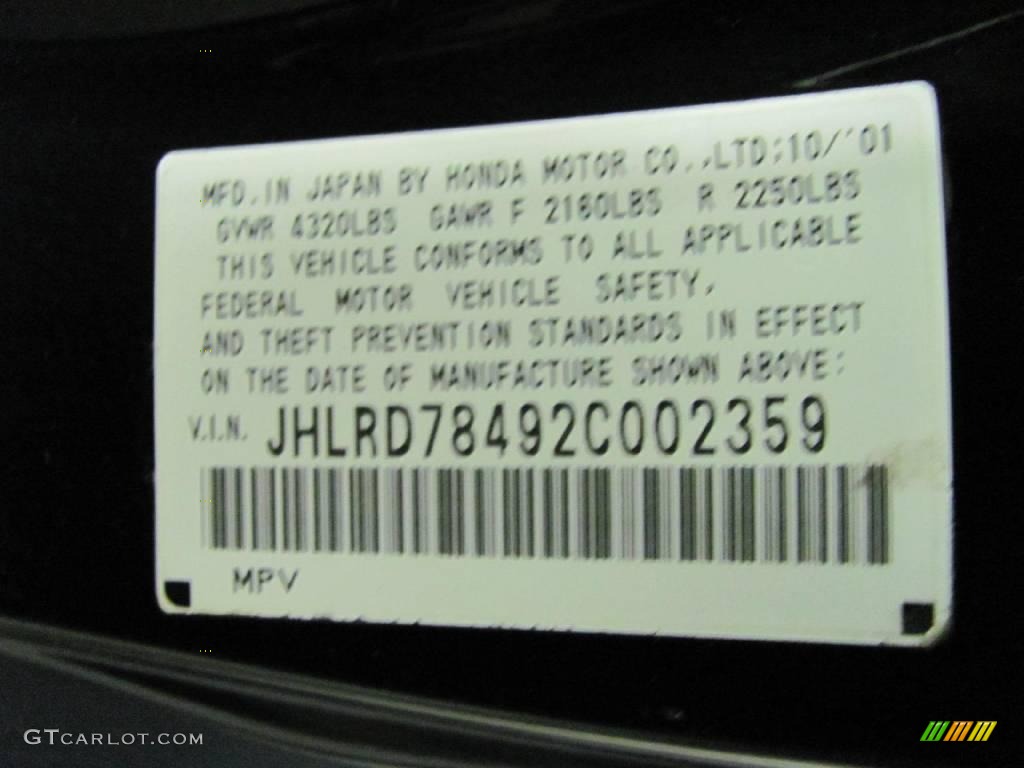 MFD. IN JAPAN BY HONDA MOTOR CO., LTD; 10/'01
GVWR 4320LBS GAWR F 2160LBS R 2250LBS
THIS VEHICLE CONFORMS TO ALL APPLICABLE
FEDERAL MOTOR VEHICLE SAFETY,
AND THEFT PREVENTION STANDARDS IN EFFECT
ON THE DATE OF MANUFACTURE SHOWN ABOVE:
V.I.N. JHLRD78492C002359
MPV
GTCARLOT.COM